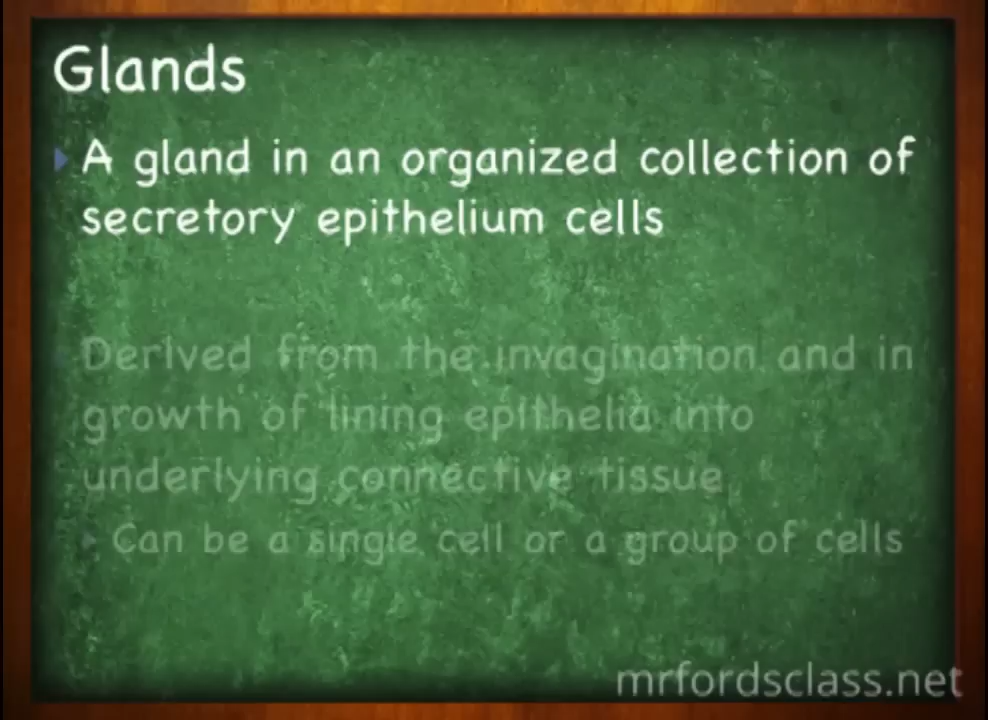 Glands
A gland in an organized collection of
secretory epithelium cells
Derived from the invagination and in
growth of lining epithelia into
underlying connective tissue
Can be a single cell or a group of cells
mrfordsclass.net